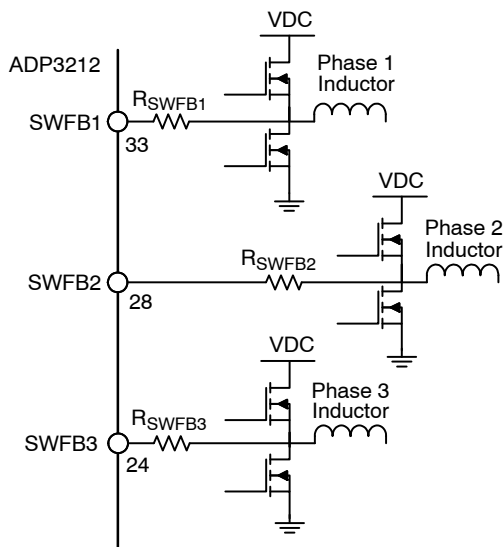 VDC
ADP3212
Phase 1
Inductor
RSWFB1
SWFB1
33
VDC
Phase 2
Inductor
RSWFB2
SWFB2
28
VDC
Phase 3
Inductor
RSWFB3
SWFB3
24